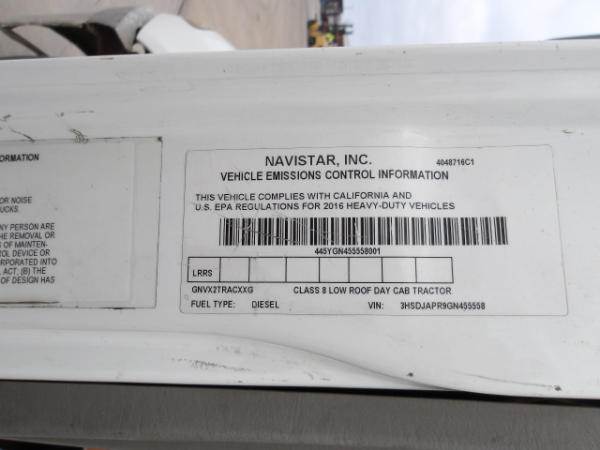 ORMATION
OR NOISE
UCKS.
NY PERSON ARE
HE REMOVAL OR
S OF MAINTEN-
ROL DEVICE OR
ORPORATED INTO
ACT; (B) THE
OF DESIGN HAS
NAVISTAR, INC. 4048716C1
VEHICLE EMISSIONS CONTROL INFORMATION
THIS VEHICLE COMPLIES WITH CALIFORNIA AND
U.S. EPA REGULATIONS FOR 2016 HEAVY-DUTY VEHICLES
445YGN455558001
LRRS
GNVX2TRACXXG CLASS 8 LOW ROOF DAY CAB TRACTOR
FUEL TYPE: DIESEL VIN: 3HSDJAPR9GN455558